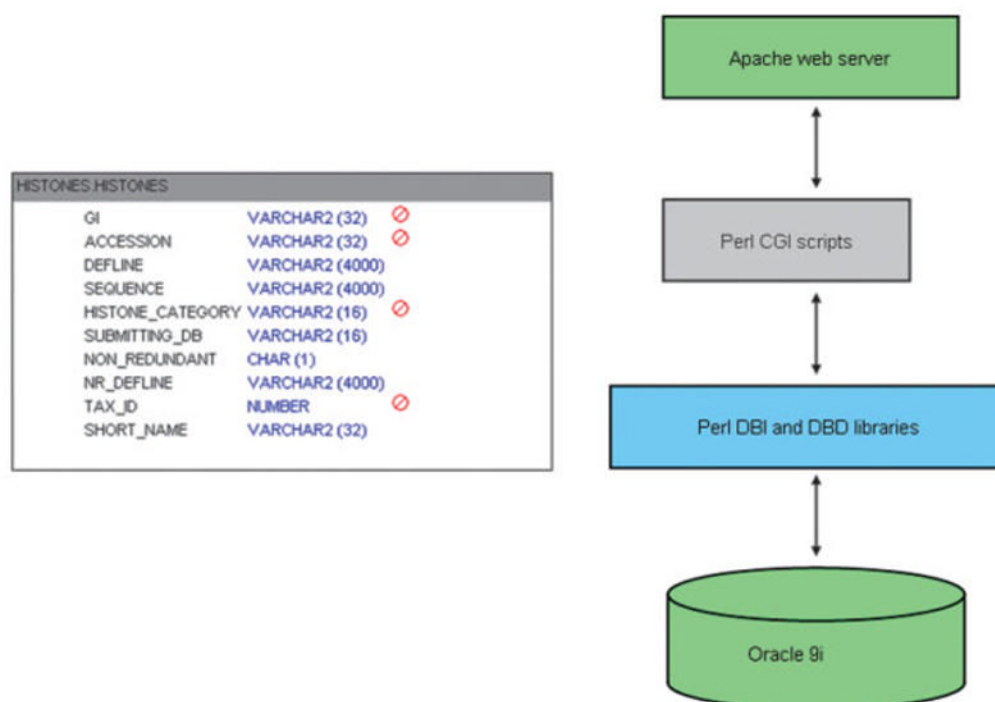 HISTONES.HISTONES
GI VARCHAR2 (32)
ACCESSION VARCHAR2 (32)
DEFLINE VARCHAR2 (4000)
SEQUENCE VARCHAR2 (4000)
HISTONE_CATEGORY VARCHAR2 (16)
SUBMITTING_DB VARCHAR2 (16)
NON_REDUNDANT CHAR (1)
NR_DEFLINE VARCHAR2 (4000)
TAX_ID NUMBER
SHORT_NAME VARCHAR2 (32)
Apache web server
Perl CGI scripts
Perl DBI and DBD libraries
Oracle 9i